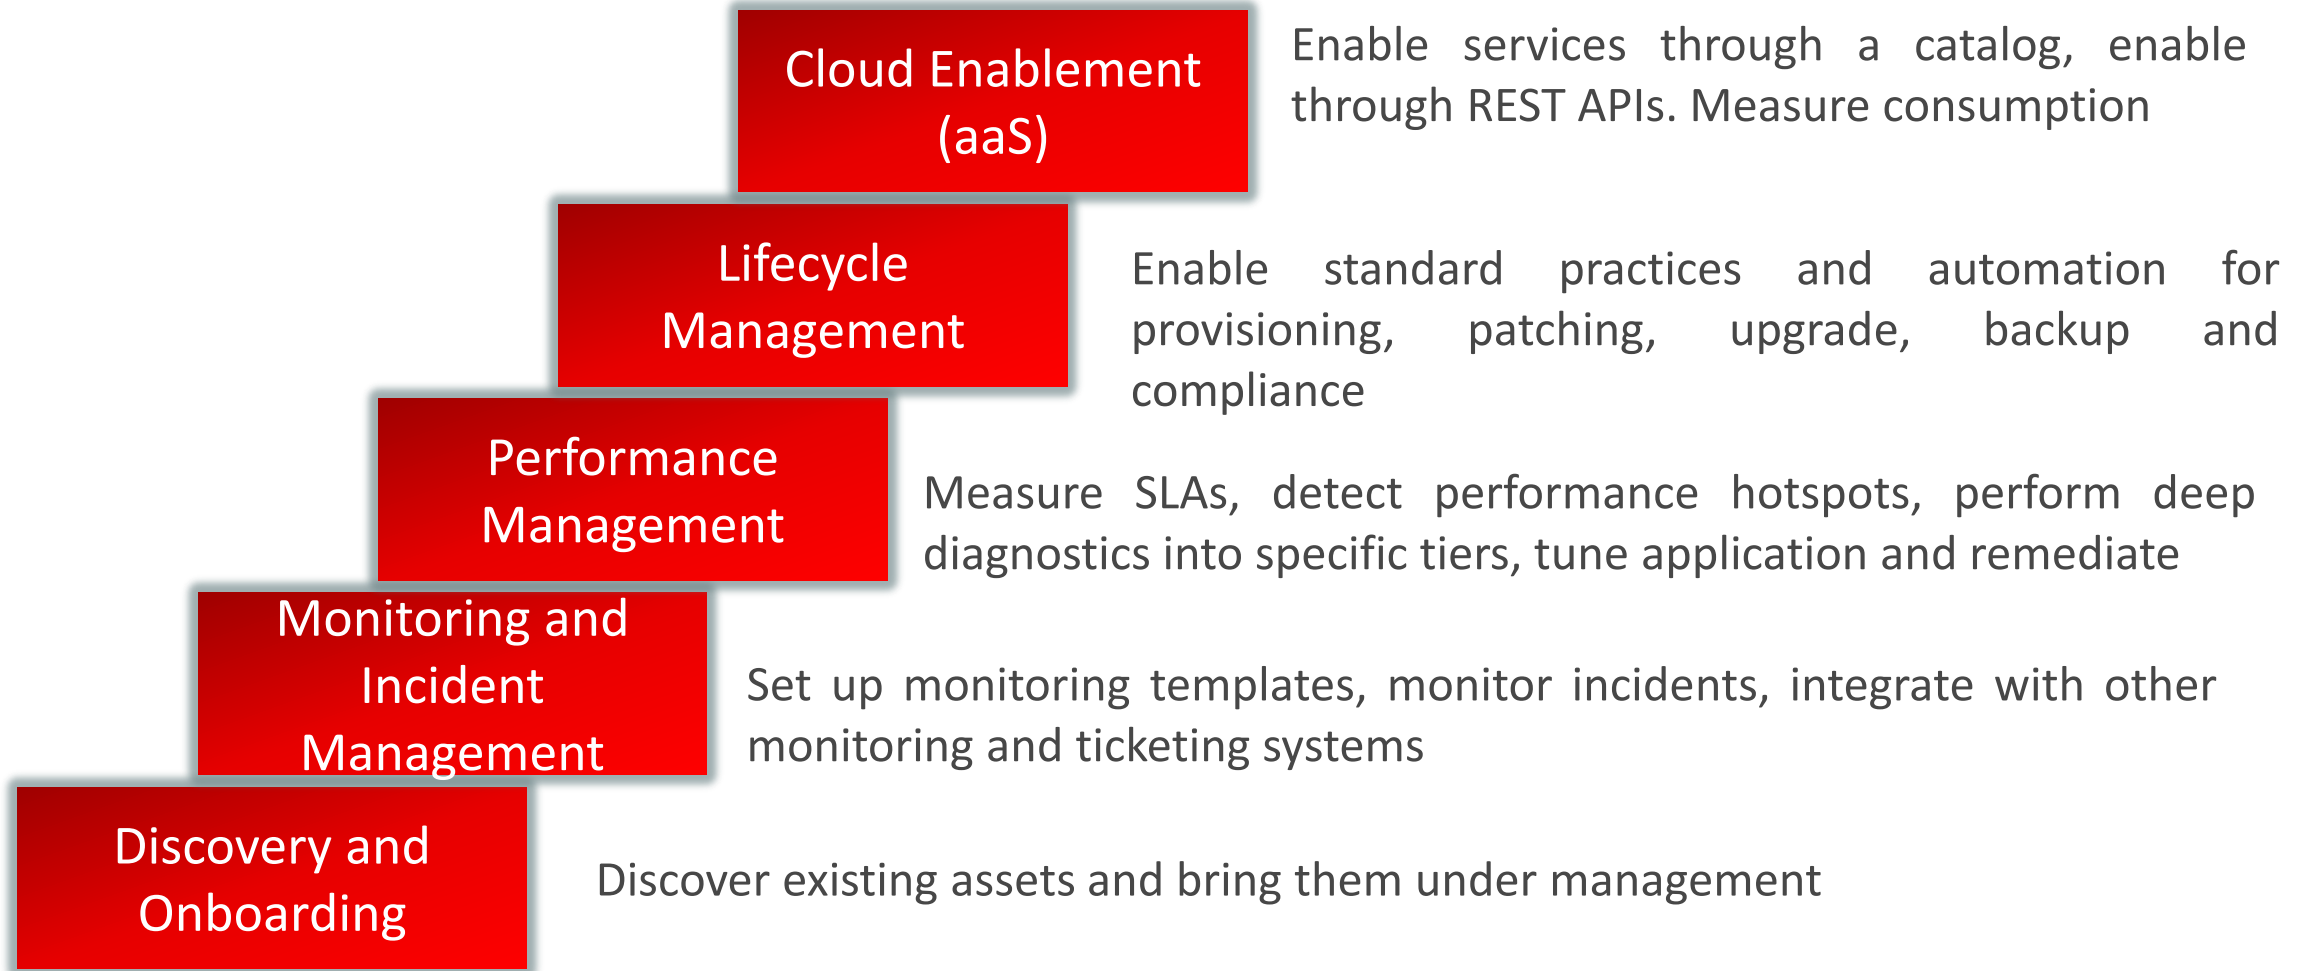 Cloud Enablement
(aaS)
Enable services through a catalog, enable
through REST APIs. Measure consumption
Lifecycle
Management
Enable standard practices and automation for
provisioning, patching, upgrade, backup and
compliance
Performance
Management
Measure SLAs, detect performance hotspots, perform deep
diagnostics into specific tiers, tune application and remediate
Monitoring and
Incident
Management
Set up monitoring templates, monitor incidents, integrate with other
monitoring and ticketing systems
Discovery and
Onboarding
Discover existing assets and bring them under management